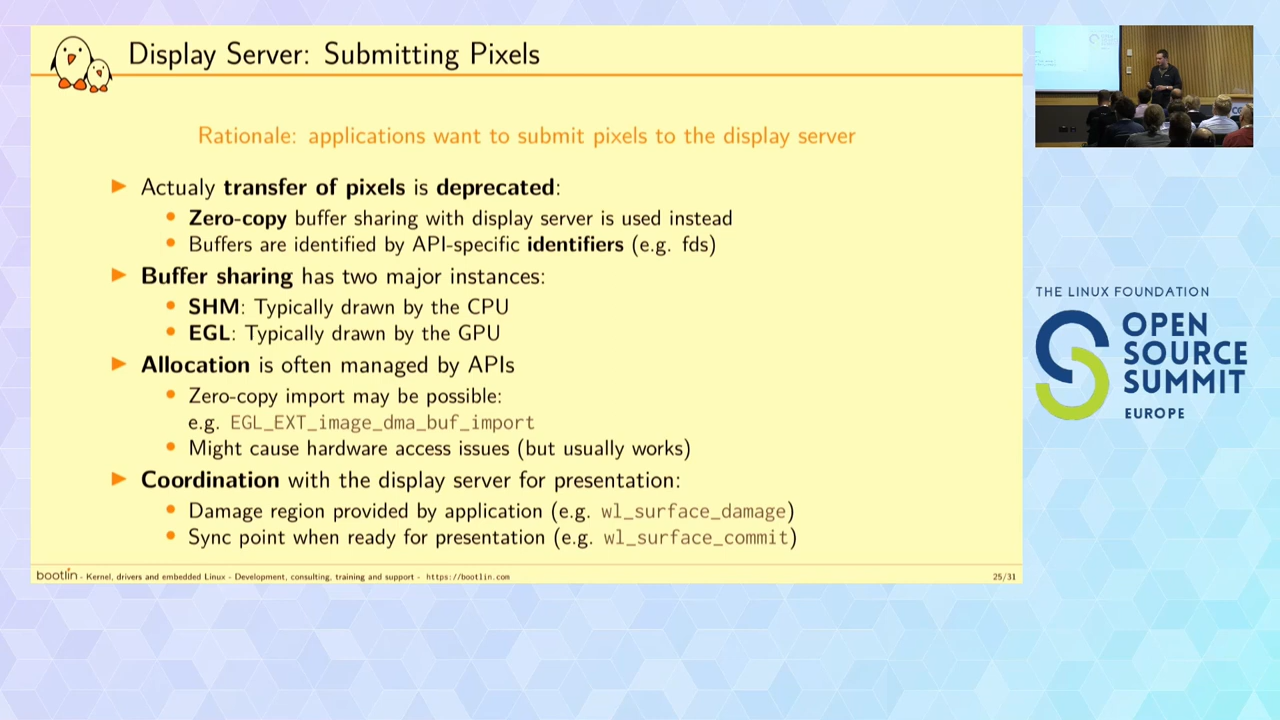 Display Server: Submitting Pixels
Rationale: applications want to submit pixels to the display server
Actualy transfer of pixels is deprecated:
Zero-copy buffer sharing with display server is used instead
Buffers are identified by API-specific identifiers (e.g. fds)
Buffer sharing has two major instances:
SHM: Typically drawn by the CPU
EGL: Typically drawn by the GPU
Allocation is often managed by APIs
Zero-copy import may be possible:
e.g. EGL_EXT_image_dma_buf_import
Might cause hardware access issues (but usually works)
Coordination with the display server for presentation:
Damage region provided by application (e.g. wl_surface_damage)
Sync point when ready for presentation (e.g. wl_surface_commit)
bootlin - Kernel, drivers and embedded Linux - Development, consulting, training and support - https://bootlin.com
25/31
THE LINUX FOUNDATION
OPEN
SOURCE
SUMMIT
EUROPE